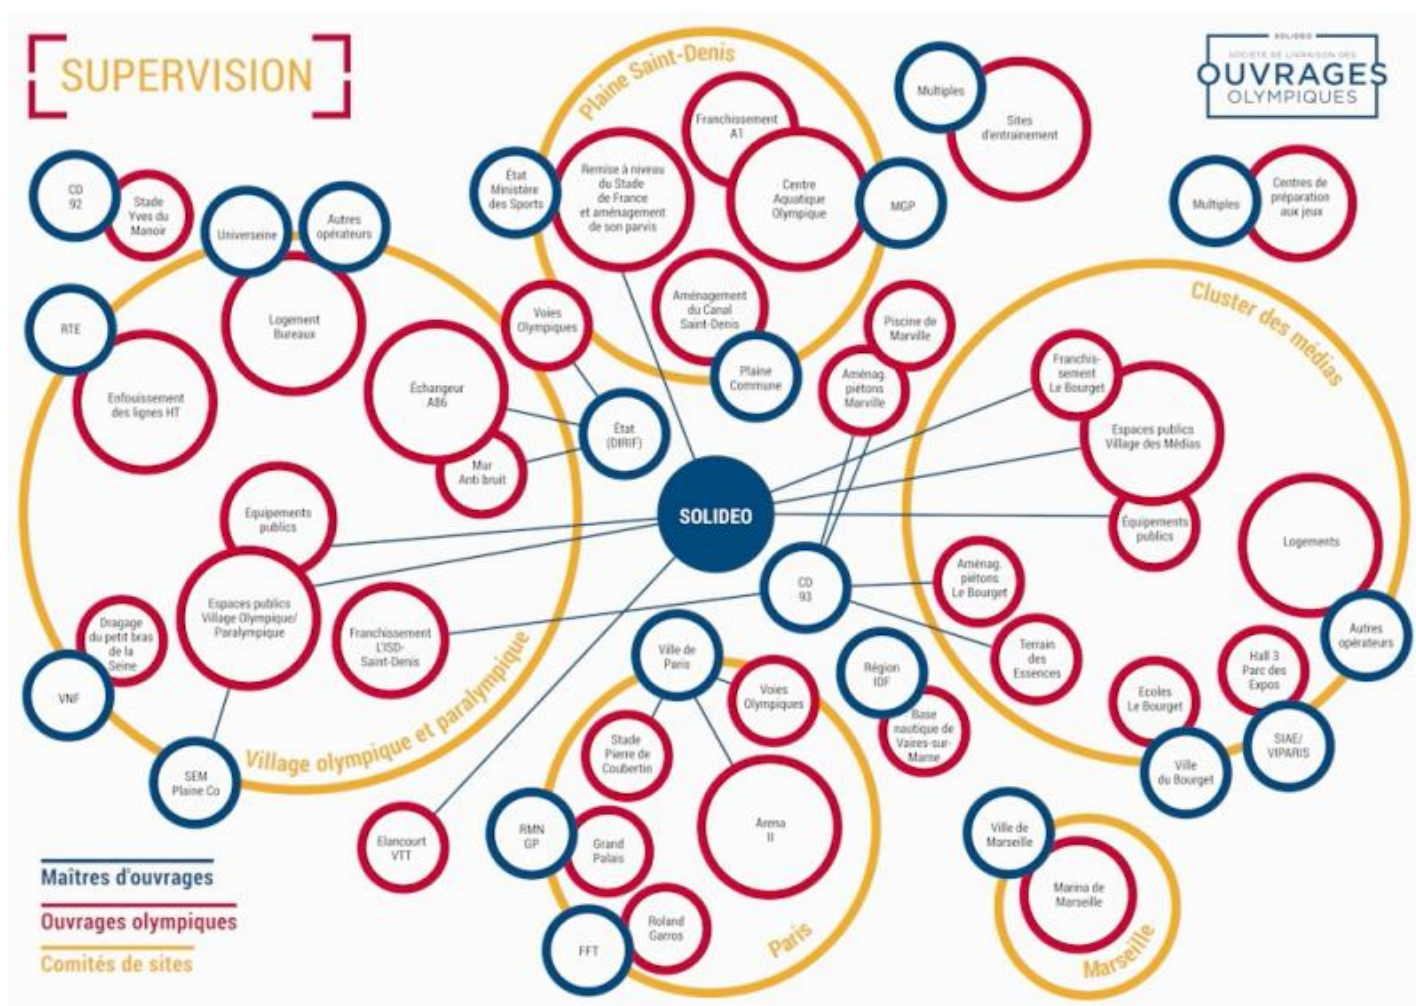 SUPERVISION
SOLIDEO
SOCIÉTÉ DE LIVRAISON DES
OUVRAGES
OLYMPIQUES
Plaine Saint-Denis
Franchissement
A1
Remise à niveau
du Stade
de France
et aménagement
de son parvis
Centre
Aquatique
Olympique
État
Ministère
des Sports
MGP
Aménagement
du Canal
Saint-Denis
Plaine
Commune
Multiples
Sites
d'entrainement
Multiples
Centres de
préparation
aux jeux
CD
92
Stade
Yves du
Manoir
Universeine
Autres
opérateurs
RTE
Logement
Bureaux
Enfouissement
des lignes HT
Échangeur
A86
Mur
Anti bruit
Voies
Olympiques
État
(DIRIF)
Equipements
publics
Espaces publics
Village Olympique/
Paralympique
Franchissement
L'ISD-
Saint-Denis
Dragage
du petit bras
de la
Seine
VNF
SEM
Plaine Co
Village olympique et paralympique
Piscine de
Marville
Aménag.
piétons
Marville
SOLIDEO
CD
93
Cluster des médias
Franchis-
sement
Le Bourget
Espaces publics
Village des Médias
Équipements
publics
Logements
Autres
opérateurs
Aménag.
piétons
Le Bourget
Terrain
des
Essences
Ecoles
Le Bourget
Hall 3
Parc des
Expos
Ville
du Bourget
SIAE/
VIPARIS
Ville de
Paris
Voies
Olympiques
Stade
Pierre de
Coubertin
Arena
II
RMN
GP
Grand
Palais
FFT
Roland
Garros
Paris
Région
IDF
Base
nautique de
Vaires-sur-
Marne
Elancourt
VTT
Ville de
Marseille
Marina de
Marseille
Marseille
Maîtres d'ouvrages
Ouvrages olympiques
Comités de sites